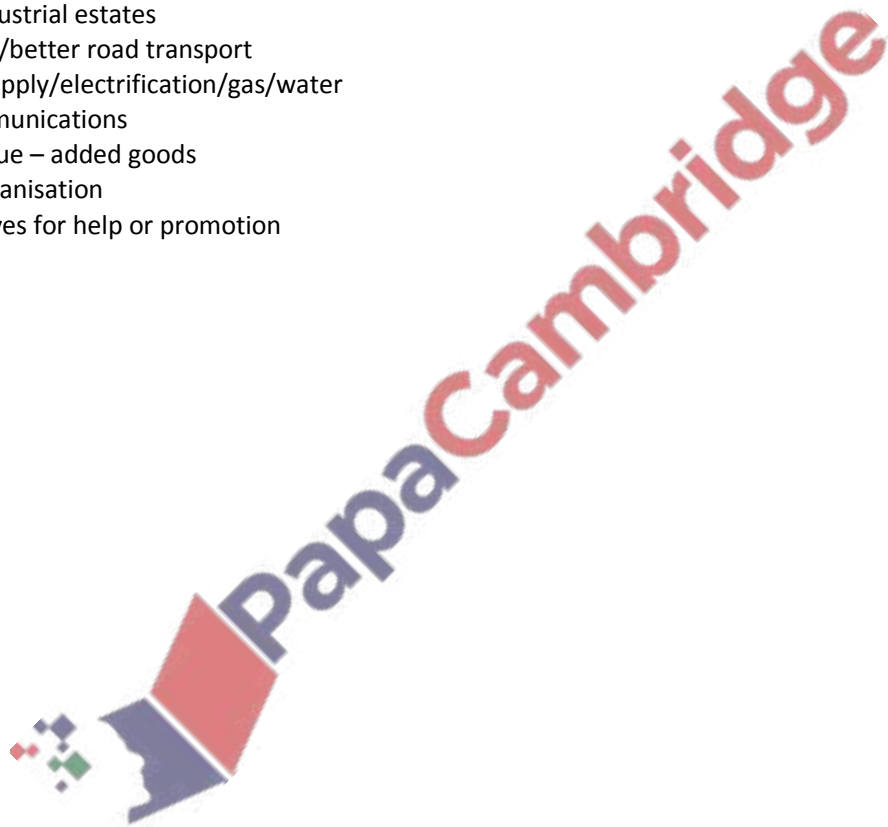 ustrial estates
/better road transport
pply/electrification/gas/water
munications
ue – added goods
anisation
ves for help or promotion
PapaCambridge